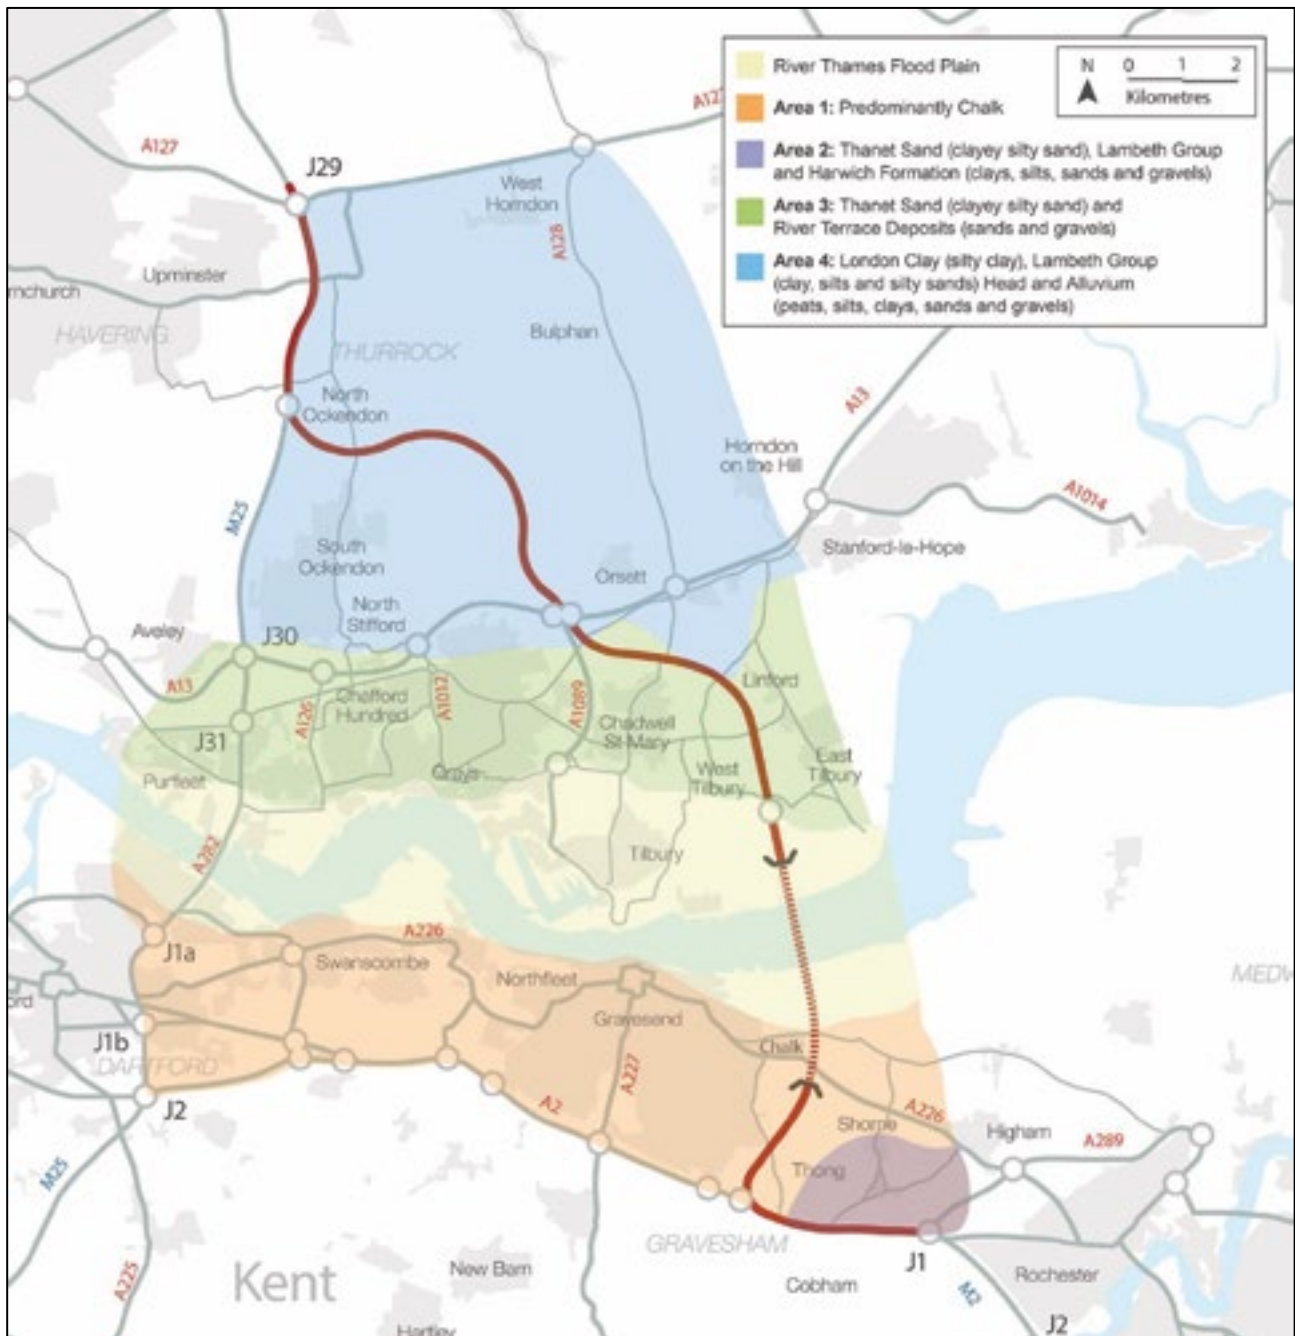 River Thames Flood Plain
Area 1: Predominantly Chalk
Area 2: Thanet Sand (clayey silty sand), Lambeth Group
and Harwich Formation (clays, silts, sands and gravels)
Area 3: Thanet Sand (clayey silty sand) and
River Terrace Deposits (sands and gravels)
Area 4: London Clay (silty clay), Lambeth Group
(clay, silts and silty sands) Head and Alluvium
(peats, silts, clays, sands and gravels)
N 0 1 2
Kilometres
A127
A127
J29
West
Horndon
A128
Upminster
rnchurch
HAVERING
THURROCK
Bulphan
North
Ockendon
A13
Horndon
on the Hill
A1014
M25
South
Ockendon
Stanford-le-Hope
Orsett
North
Stifford
Aveley
J30
A13
Linford
Chafford
Hundred
A126
A1012
A1089
Chadwell
St Mary
J31
East
Tilbury
West
Tilbury
Purfleet
Grays
Tilbury
A282
A226
J1a
Swanscombe
Northfleet
MEDW
ord
Gravesend
J1b
Chalk
DARTFORD
A227
J2
A2
A226
Shorne
Higham
A289
M25
Thong
GRAVESHAM
J1
A225
Kent
New Barn
Cobham
M2
Rochester
Hartley
J2